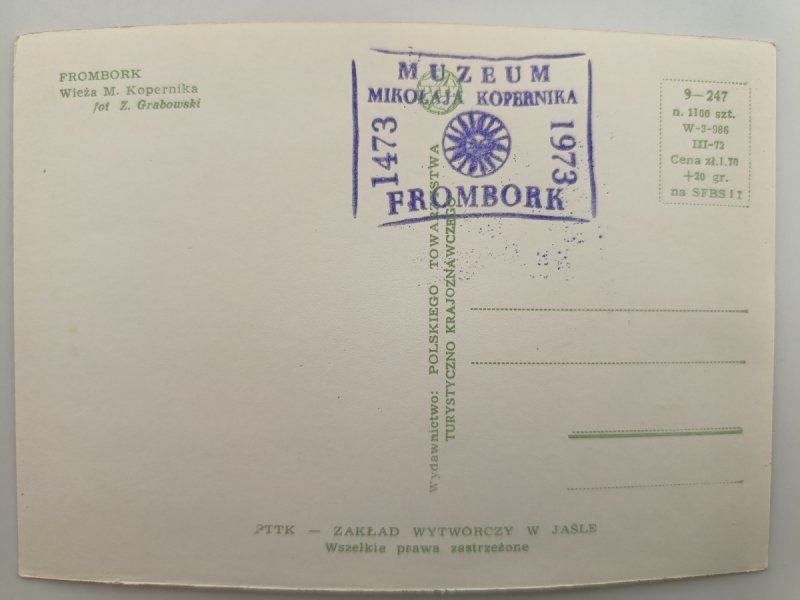 FROMBORK
Wieża M. Kopernika
fot Z. Grabowski
MUZEUM
MIKOŁAJA KOPERNIKA
1473
1973
FROMBORK
9—247
n. 1100 szt.
W-3-986
III-72
Cena zł.1.70
+20 gr.
na SFBS i I
Wydawnictwo: POLSKIEGO TOWARZYSTWA
TURYSTYCZNO KRAJOZNAWCZEGO
PTTK — ZAKŁAD WYTWÓRCZY W JAŚLE
Wszelkie prawa zastrzeżone